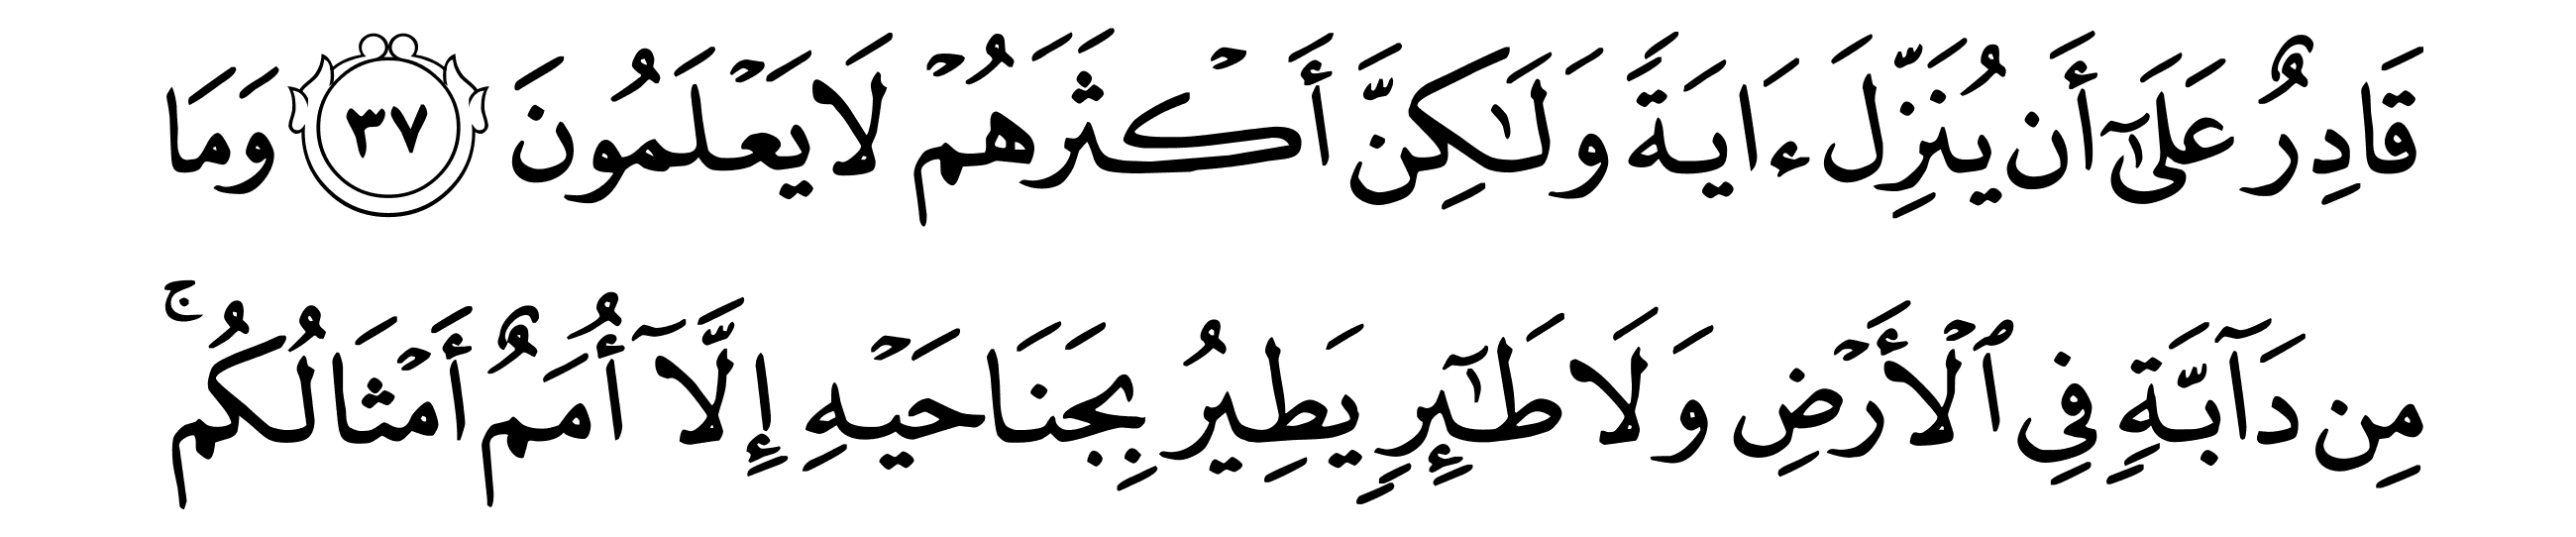 قَادِرٌ عَلَىٰٓ أَن يُنَزِّلَ ءَايَةً وَلَـٰكِنَّ أَكْثَرَهُمْ لَا يَعْلَمُونَ ٣٧ وَمَا
مِن دَآبَّةٍ فِي ٱلْأَرْضِ وَلَا طَـٰٓئِرٍ يَطِيرُ بِجَنَاحَيْهِ إِلَّآ أُمَمٌ أَمْثَالُكُم ۚ